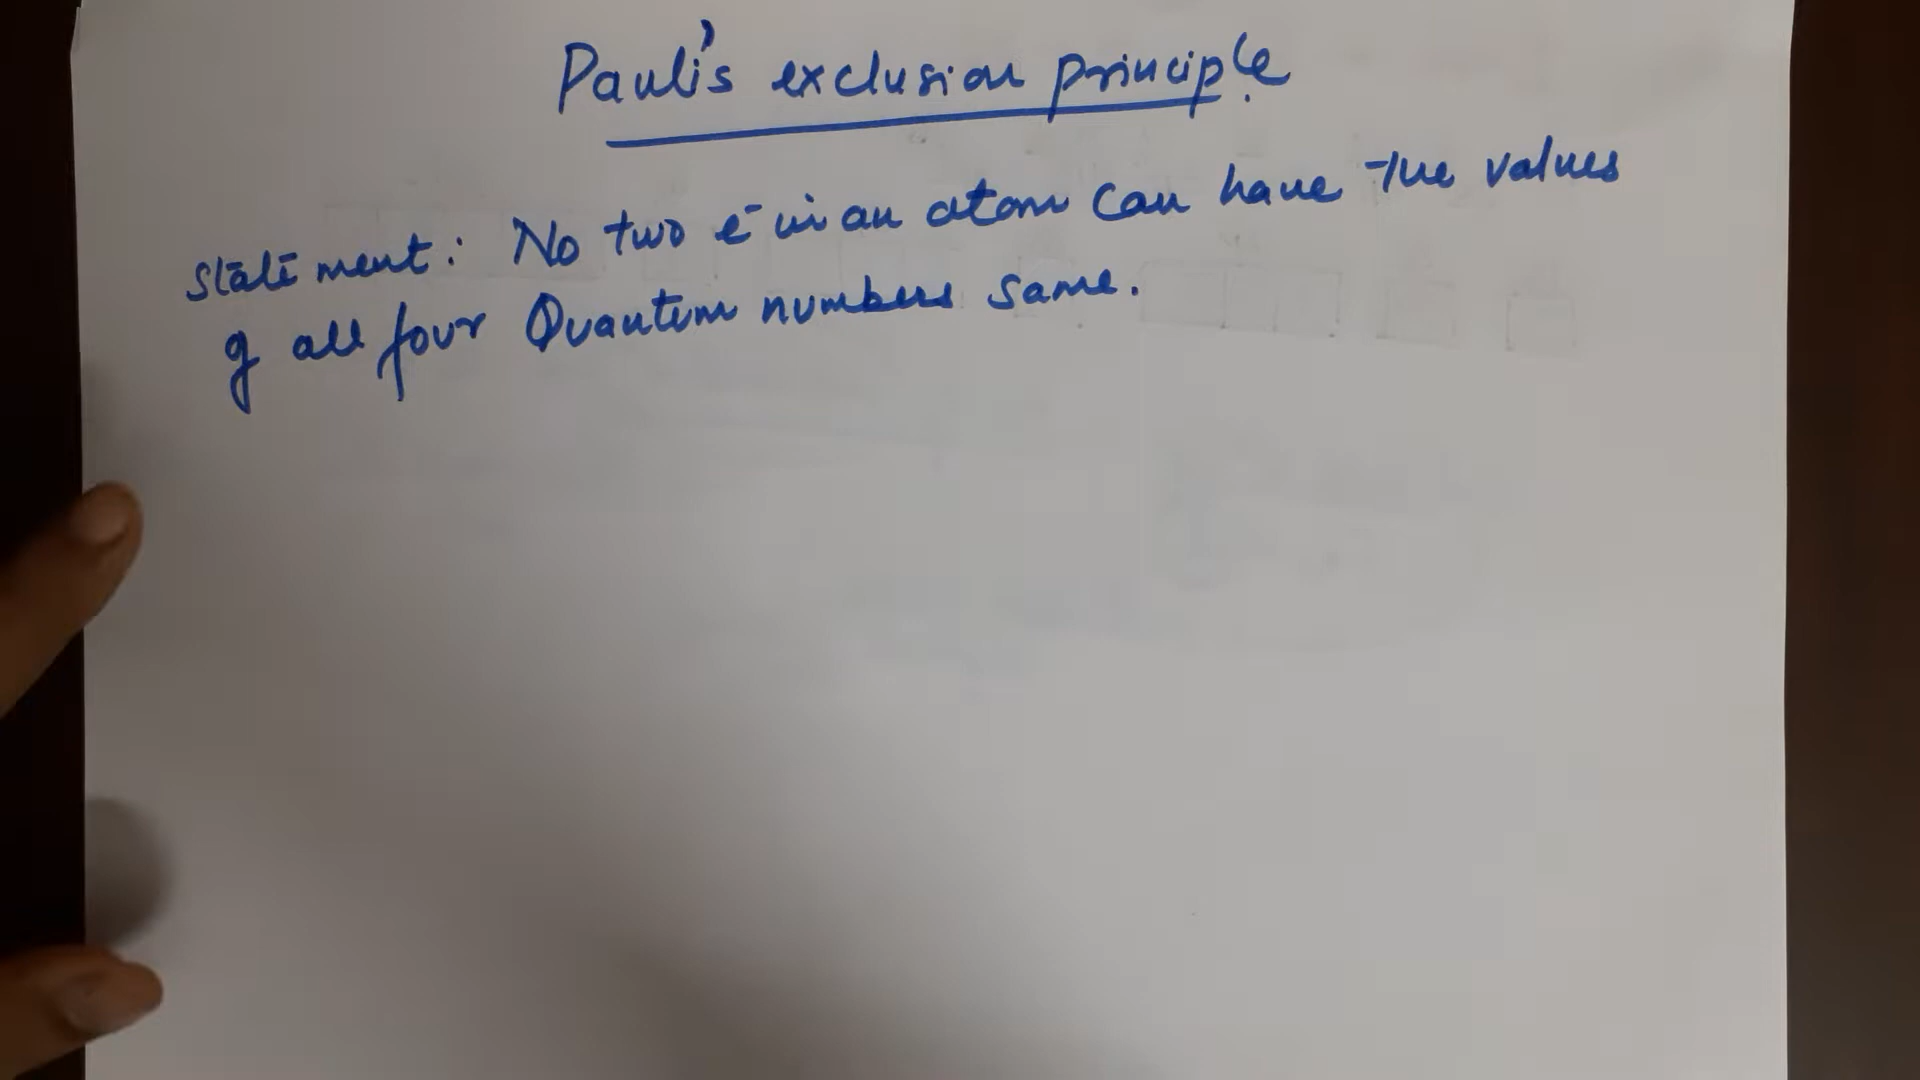 Pauli's exclusion principle
Statement: No two e⁻ in an atom can have the values
of all four Quantum numbers same.